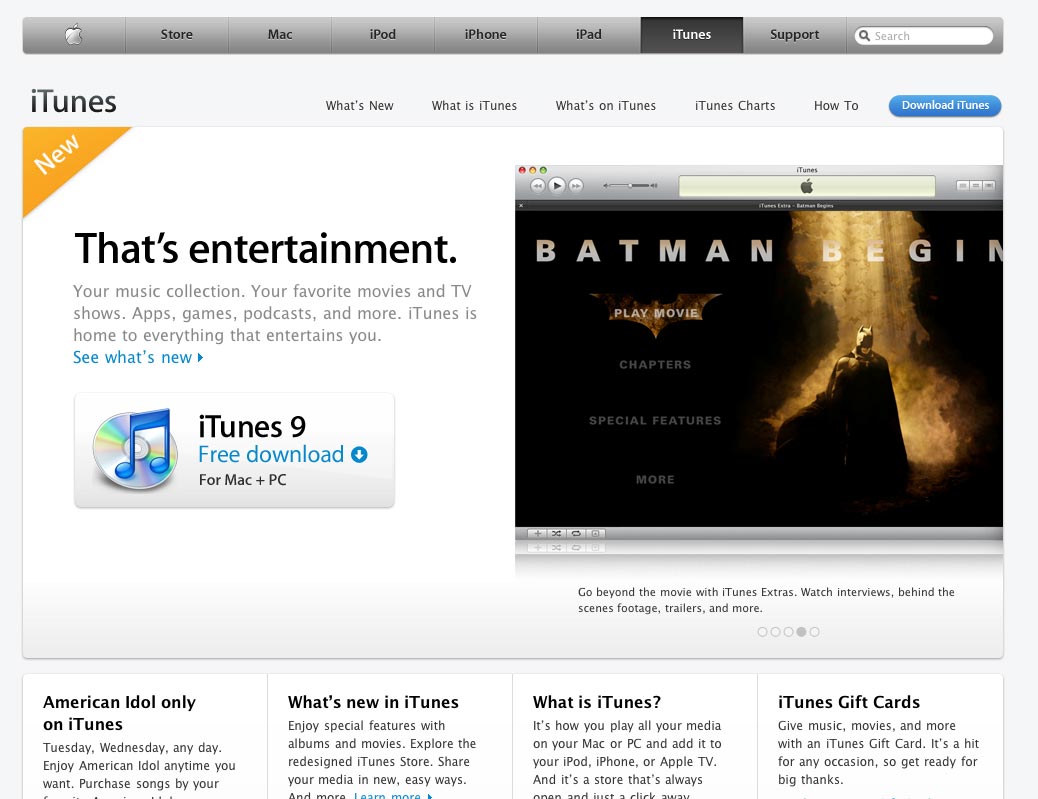 Store Mac iPod iPhone iPad iTunes Support Search
iTunes
What's New What is iTunes What's on iTunes iTunes Charts How To Download iTunes
New
That's entertainment.
Your music collection. Your favorite movies and TV
shows. Apps, games, podcasts, and more. iTunes is
home to everything that entertains you.
See what's new
iTunes 9
Free download
For Mac + PC
iTunes
iTunes Extra - Batman Begins
BATMAN BEGIN
PLAY MOVIE
CHAPTERS
SPECIAL FEATURES
MORE
Go beyond the movie with iTunes Extras. Watch interviews, behind the
scenes footage, trailers, and more.
American Idol only
on iTunes
Tuesday, Wednesday, any day.
Enjoy American Idol anytime you
want. Purchase songs by your
favorite American Idol
What's new in iTunes
Enjoy special features with
albums and movies. Explore the
redesigned iTunes Store. Share
your media in new, easy ways.
And more. Learn more
What is iTunes?
It's how you play all your media
on your Mac or PC and add it to
your iPod, iPhone, or Apple TV.
And it's a store that's always
open and just a click away.
iTunes Gift Cards
Give music, movies, and more
with an iTunes Gift Card. It's a hit
for any occasion, so get ready for
big thanks.